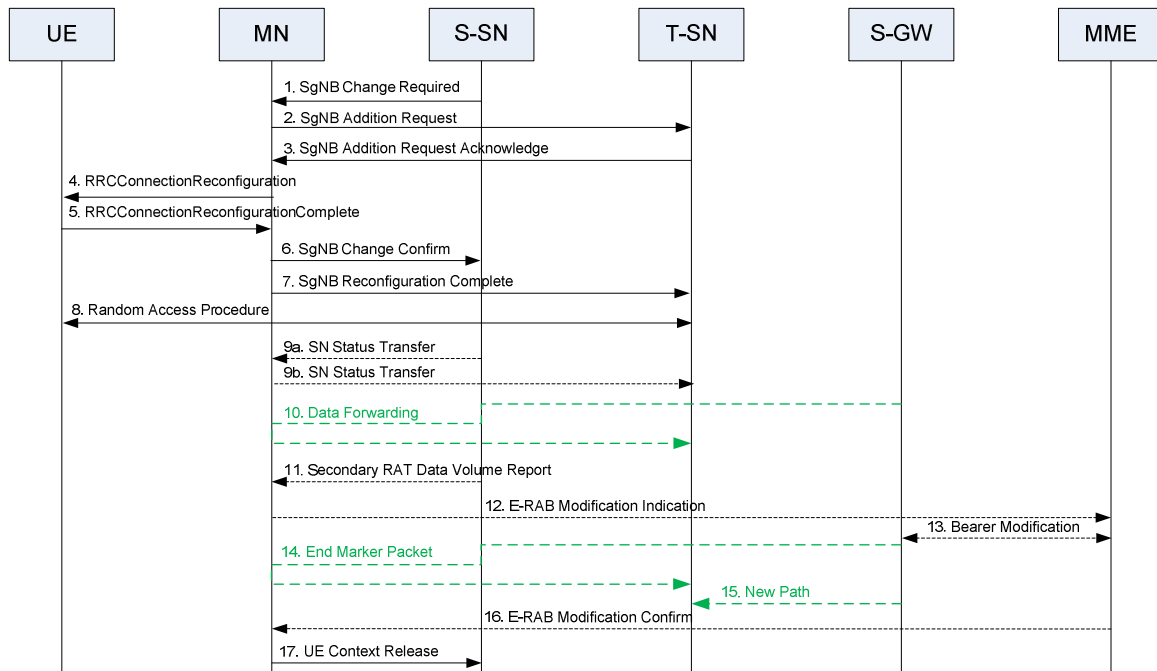 UE
MN
S-SN
T-SN
S-GW
MME
1. SgNB Change Required
2. SgNB Addition Request
3. SgNB Addition Request Acknowledge
4. RRCConnectionReconfiguration
5. RRCConnectionReconfigurationComplete
6. SgNB Change Confirm
7. SgNB Reconfiguration Complete
8. Random Access Procedure
9a. SN Status Transfer
9b. SN Status Transfer
10. Data Forwarding
11. Secondary RAT Data Volume Report
12. E-RAB Modification Indication
13. Bearer Modification
14. End Marker Packet
15. New Path
16. E-RAB Modification Confirm
17. UE Context Release